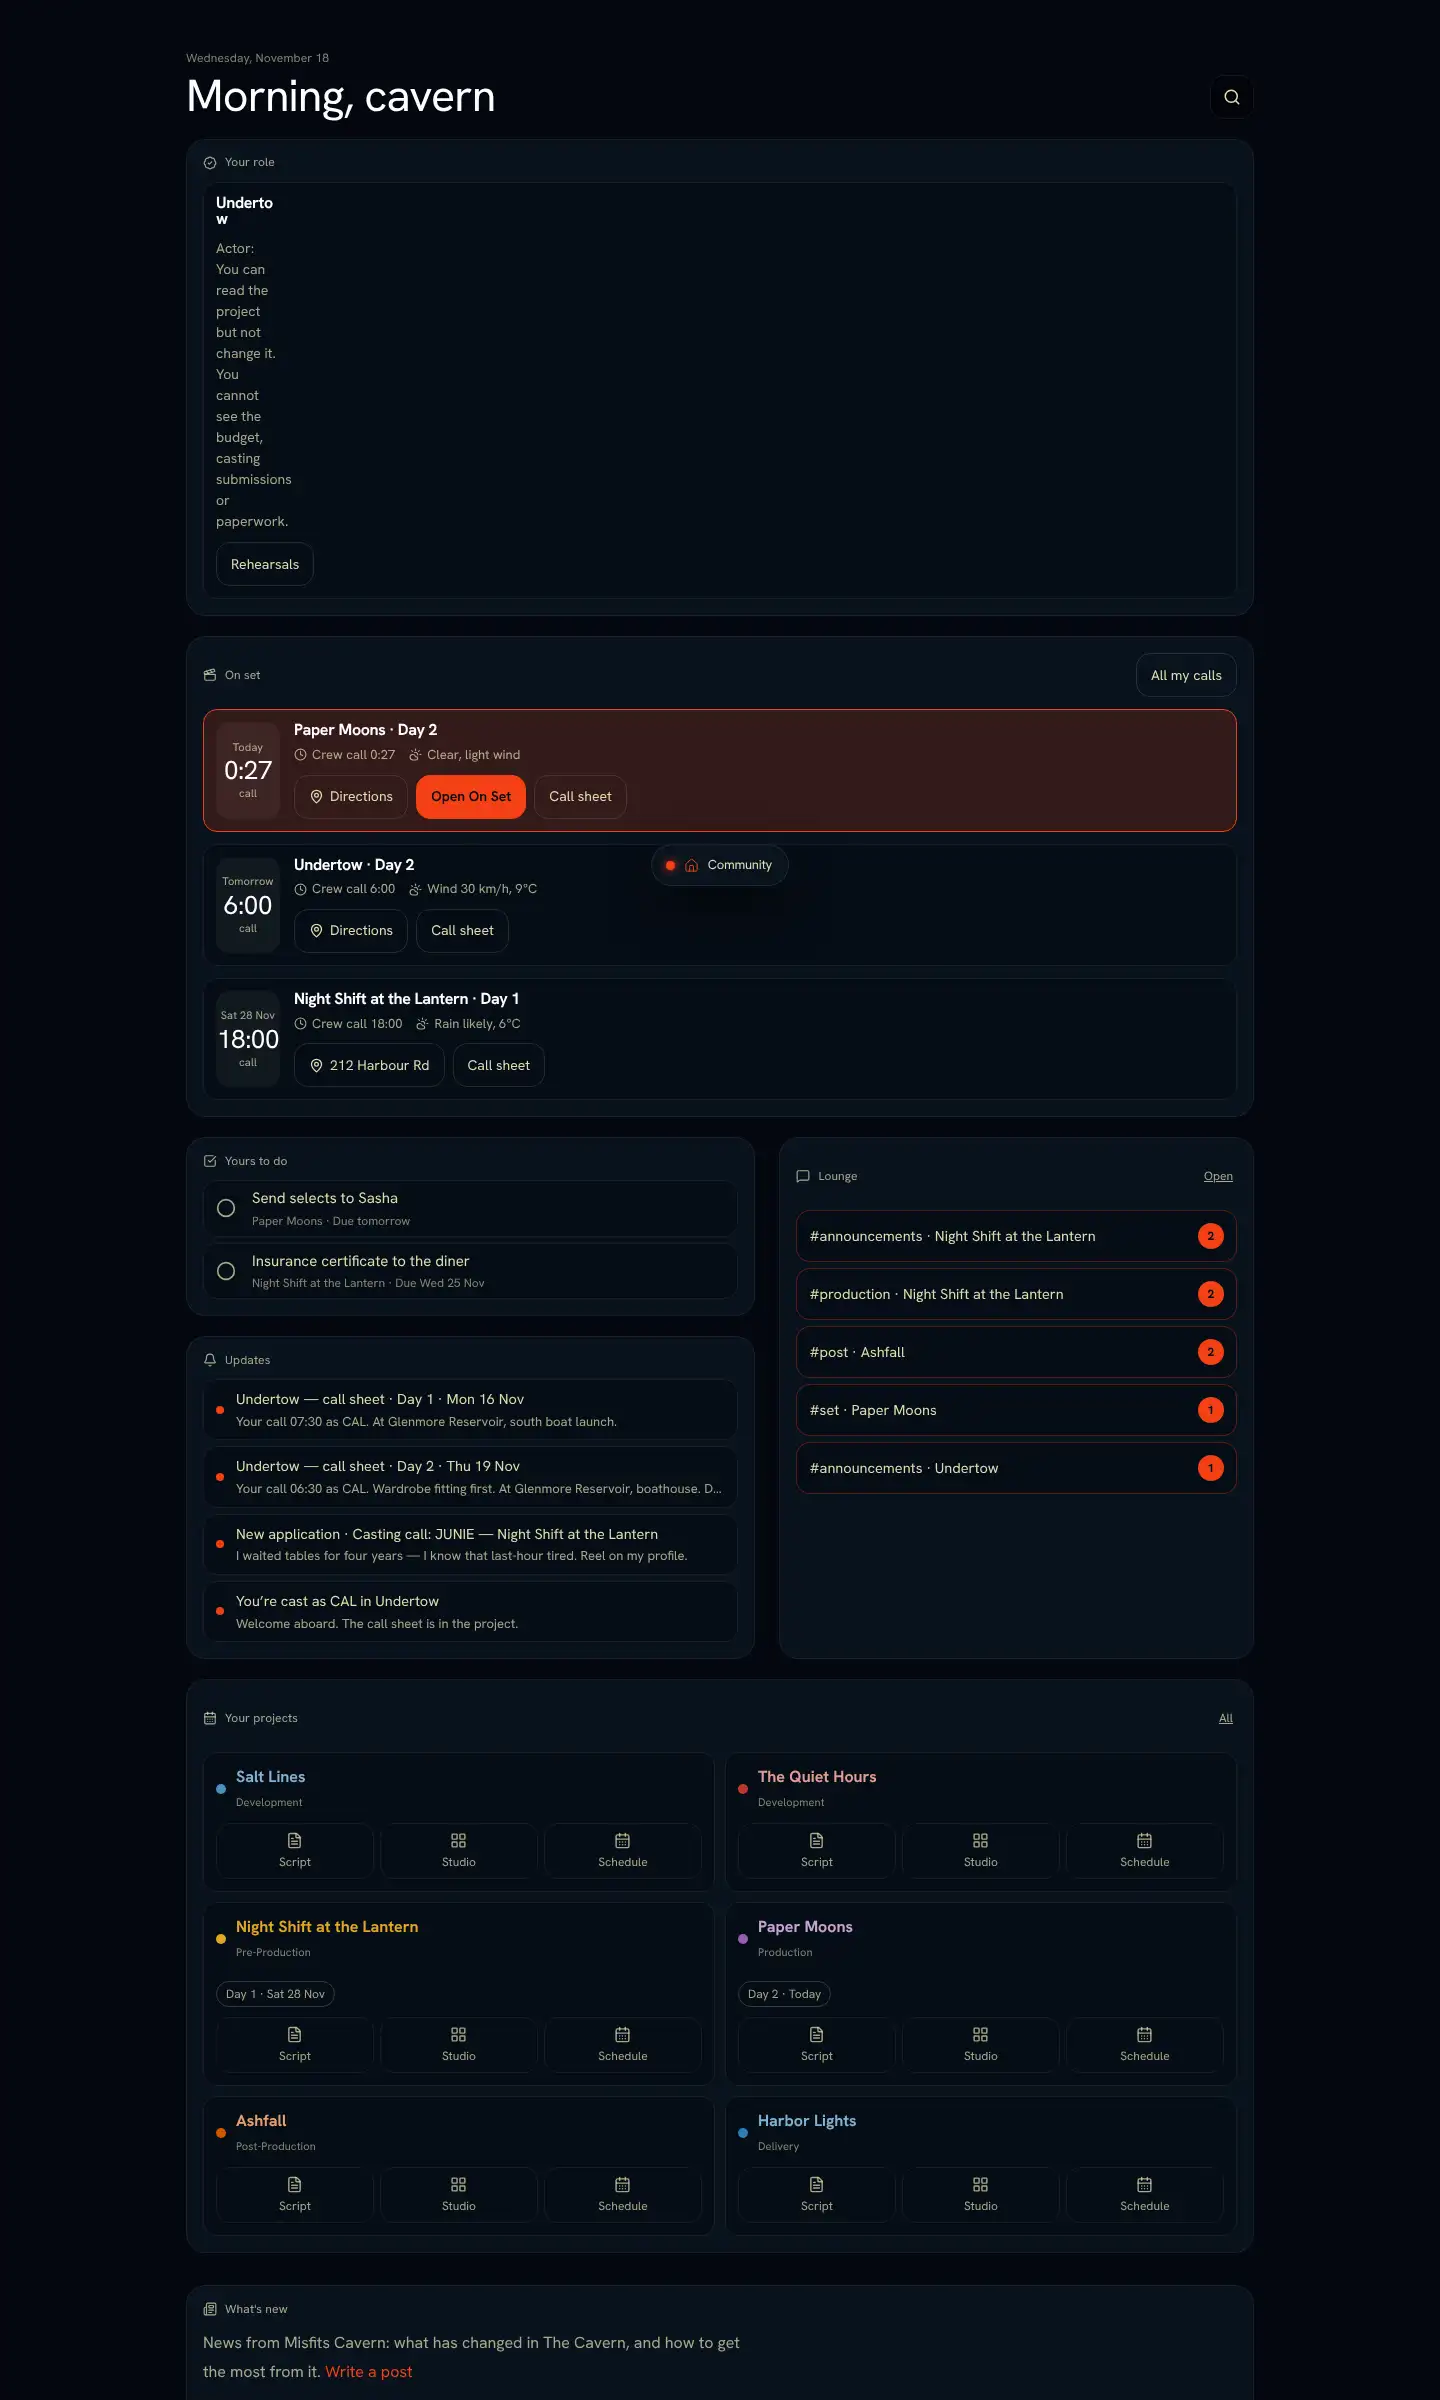 Wednesday, November 18
Morning, cavern
Your role
Underto
w
Actor:
You can
read the
project
but not
change it.
You
cannot
see the
budget,
casting
submissions
or
paperwork.
Rehearsals
On set
All my calls
Today
0:27
call
Paper Moons · Day 2
Crew call 0:27
Clear, light wind
Directions
Open On Set
Call sheet
Tomorrow
6:00
call
Undertow · Day 2
Crew call 6:00
Wind 30 km/h, 9°C
Directions
Call sheet
Community
Sat 28 Nov
18:00
call
Night Shift at the Lantern · Day 1
Crew call 18:00
Rain likely, 6°C
212 Harbour Rd
Call sheet
Yours to do
Send selects to Sasha
Paper Moons · Due tomorrow
Insurance certificate to the diner
Night Shift at the Lantern · Due Wed 25 Nov
Lounge
Open
#announcements · Night Shift at the Lantern
2
#production · Night Shift at the Lantern
2
#post · Ashfall
2
#set · Paper Moons
1
#announcements · Undertow
1
Updates
Undertow — call sheet · Day 1 · Mon 16 Nov
Your call 07:30 as CAL. At Glenmore Reservoir, south boat launch.
Undertow — call sheet · Day 2 · Thu 19 Nov
Your call 06:30 as CAL. Wardrobe fitting first. At Glenmore Reservoir, boathouse. D...
New application · Casting call: JUNIE — Night Shift at the Lantern
I waited tables for four years — I know that last-hour tired. Reel on my profile.
You're cast as CAL in Undertow
Welcome aboard. The call sheet is in the project.
Your projects
All
Salt Lines
Development
Script
Studio
Schedule
The Quiet Hours
Development
Script
Studio
Schedule
Night Shift at the Lantern
Pre-Production
Day 1 · Sat 28 Nov
Script
Studio
Schedule
Paper Moons
Production
Day 2 · Today
Script
Studio
Schedule
Ashfall
Post-Production
Script
Studio
Schedule
Harbor Lights
Delivery
Script
Studio
Schedule
What's new
News from Misfits Cavern: what has changed in The Cavern, and how to get
the most from it. Write a post